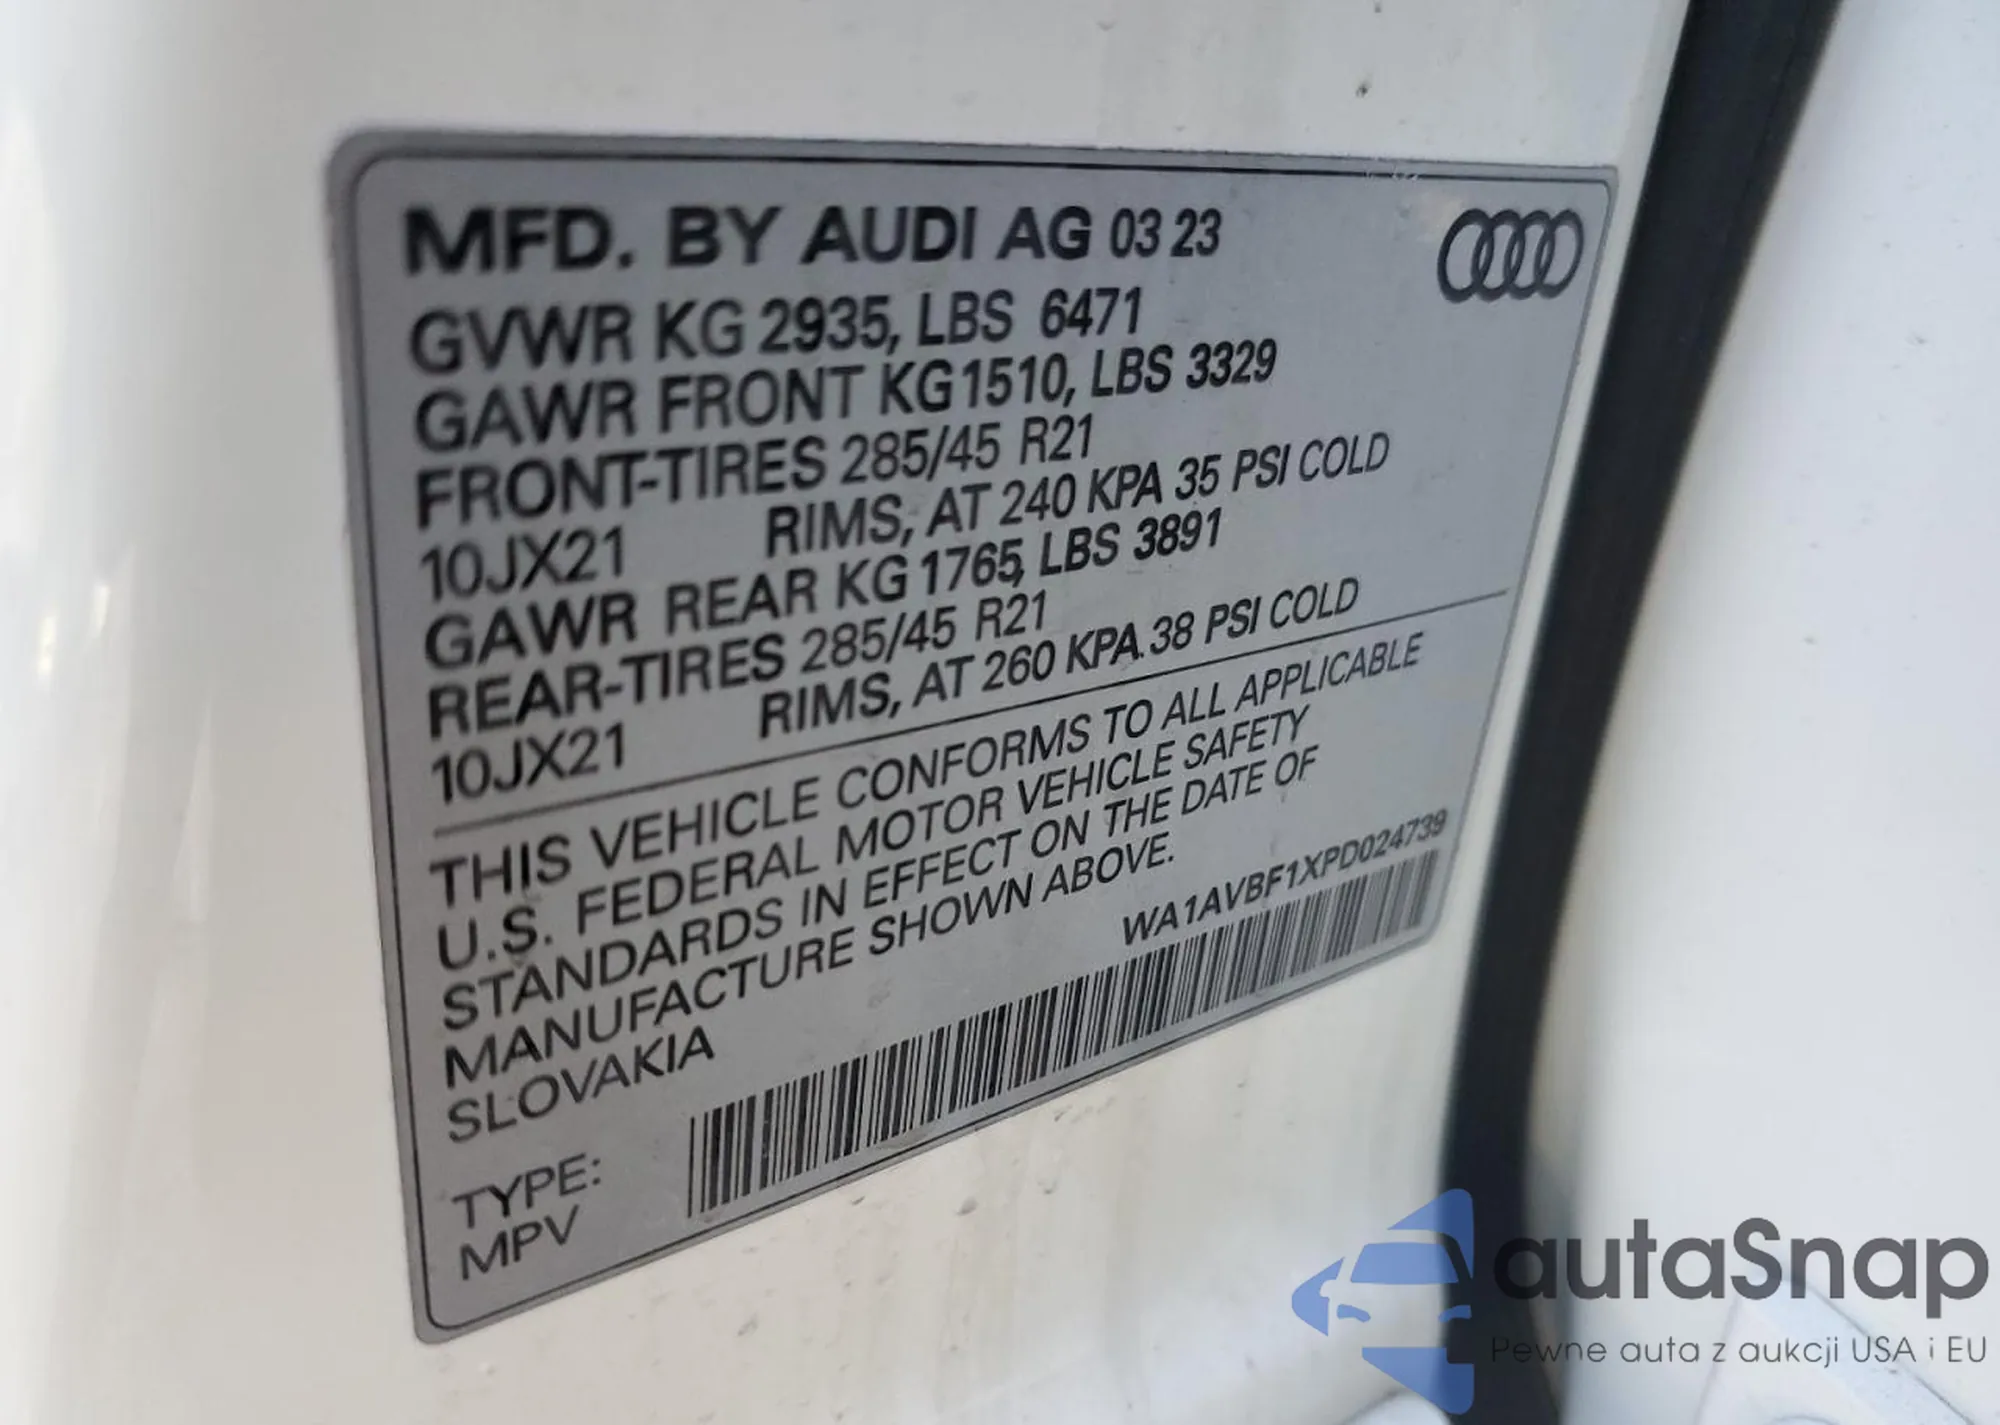 MFD. BY AUDI AG 03 23
GVWR KG 2935, LBS 6471
GAWR FRONT KG 1510, LBS 3329
FRONT-TIRES 285/45 R21
10JX21 RIMS, AT 240 KPA 35 PSI COLD
GAWR REAR KG 1765, LBS 3891
REAR-TIRES 285/45 R21
10JX21 RIMS, AT 260 KPA 38 PSI COLD
THIS VEHICLE CONFORMS TO ALL APPLICABLE
U.S. FEDERAL MOTOR VEHICLE SAFETY
STANDARDS IN EFFECT ON THE DATE OF
MANUFACTURE SHOWN ABOVE.
SLOVAKIA
WA1AVBF1XPD024739
TYPE:
MPV
autaSnap
Pewne auta z aukcji USA i EU